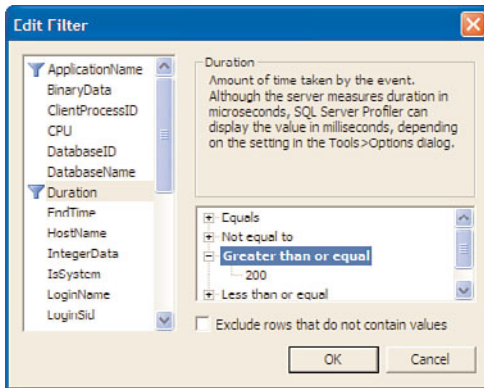 Edit Filter
ApplicationName
BinaryData
ClientProcessID
CPU
DatabaseID
DatabaseName
Duration
EndTime
HostName
IntegerData
IsSystem
LoginName
LoginSid
Duration
Amount of time taken by the event.
Although the server measures duration in
microseconds, SQL Server Profiler can
display the value in milliseconds, depending
on the setting in the Tools>Options dialog.
Equals
Not equal to
Greater than or equal
200
Less than or equal
Exclude rows that do not contain values
OK
Cancel